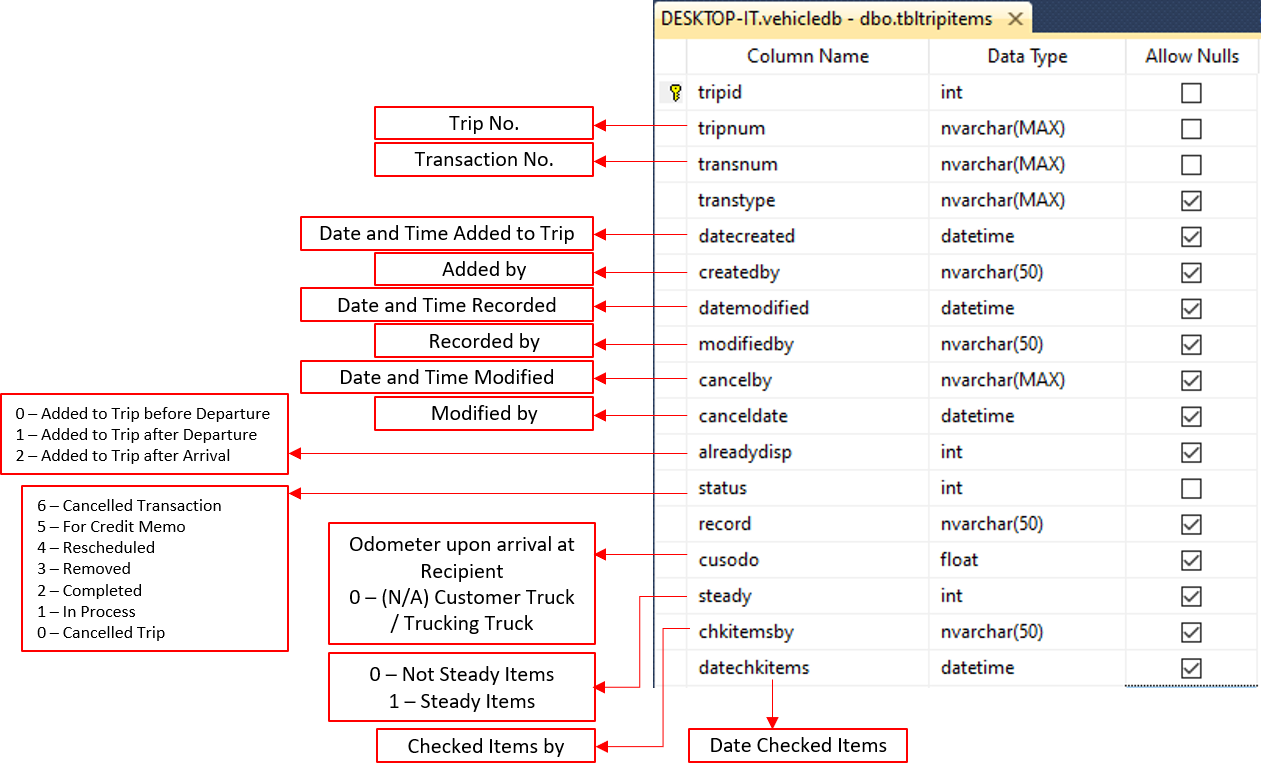 DESKTOP-IT.vehicledb - dbo.tbltripitems
Column Name Data Type Allow Nulls
tripid int
tripnum nvarchar(MAX)
transnum nvarchar(MAX)
transtype nvarchar(MAX)
datecreated datetime
createdby nvarchar(50)
datemodified datetime
modifiedby nvarchar(50)
cancelby nvarchar(MAX)
canceldate datetime
alreadydisp int
status int
record nvarchar(50)
cusodo float
steady int
chkitemsby nvarchar(50)
datechkitems datetime
Trip No.
Transaction No.
Date and Time Added to Trip
Added by
Date and Time Recorded
Recorded by
Date and Time Modified
Modified by
0 – Added to Trip before Departure
1 – Added to Trip after Departure
2 – Added to Trip after Arrival
6 – Cancelled Transaction
5 – For Credit Memo
4 – Rescheduled
3 – Removed
2 – Completed
1 – In Process
0 – Cancelled Trip
Odometer upon arrival at
Recipient
0 – (N/A) Customer Truck
/ Trucking Truck
0 – Not Steady Items
1 – Steady Items
Checked Items by
Date Checked Items